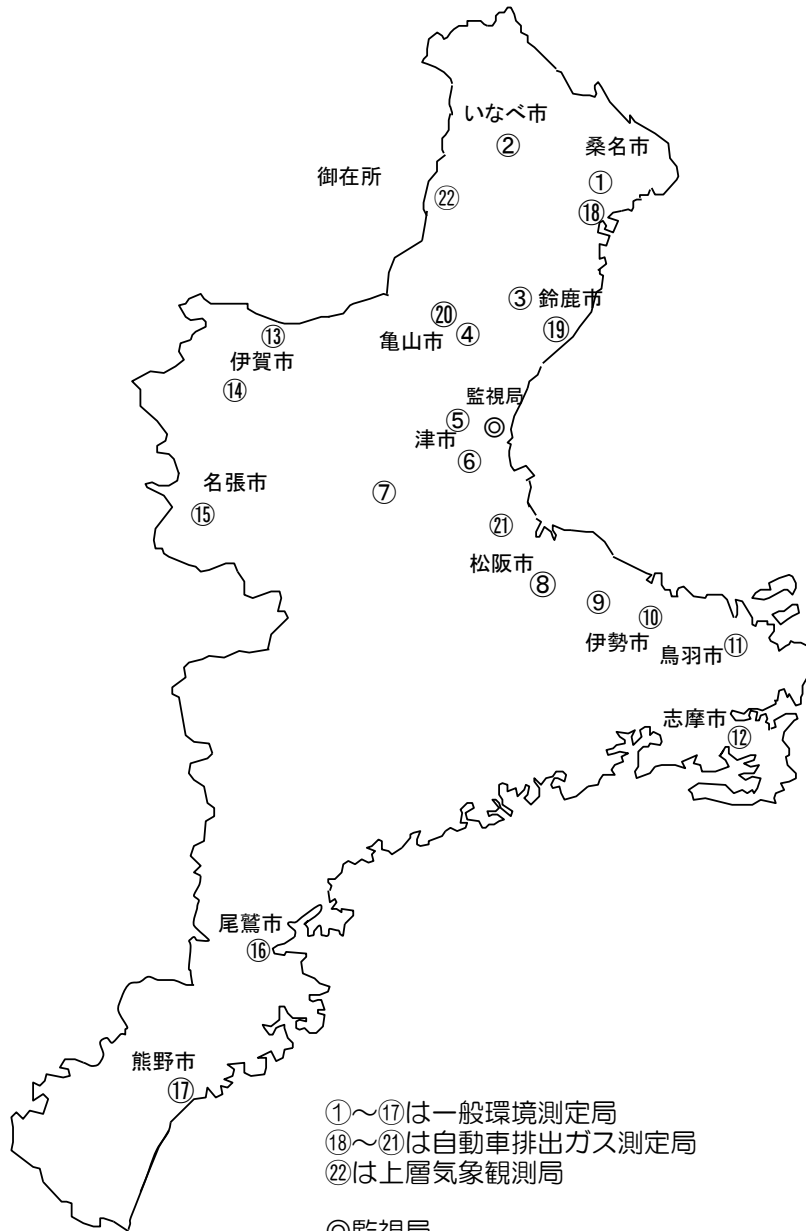 いなべ市
②
桑名市
御在所
①
㉒
⑱
③ 鈴鹿市
⑳
⑲
⑬
④
亀山市
伊賀市
⑭
監視局
⑤
◎
津市
⑥
名張市
⑦
⑮
㉑
松阪市
⑧
⑨
⑩
伊勢市
鳥羽市 ⑪
志摩市
⑫
尾鷲市
⑯
熊野市
⑰
①～⑰は一般環境測定局
⑱～㉑は自動車排出ガス測定局
㉒は上層気象観測局
◎監視局